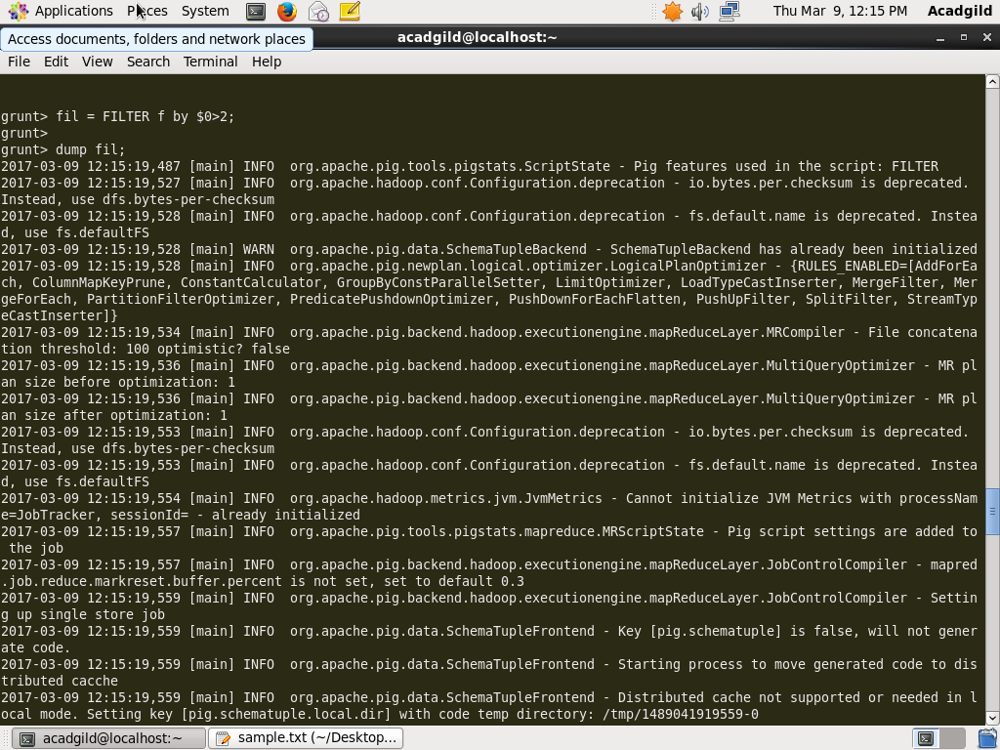 Applications Places System Thu Mar 9, 12:15 PM Acadgild
Access documents, folders and network places
acadgild@localhost:~
File Edit View Search Terminal Help
grunt> fil = FILTER f by $0>2;
grunt>
grunt> dump fil;
2017-03-09 12:15:19,487 [main] INFO  org.apache.pig.tools.pigstats.ScriptState - Pig features used in the script: FILTER
2017-03-09 12:15:19,527 [main] INFO  org.apache.hadoop.conf.Configuration.deprecation - io.bytes.per.checksum is deprecated.
Instead, use dfs.bytes-per-checksum
2017-03-09 12:15:19,528 [main] INFO  org.apache.hadoop.conf.Configuration.deprecation - fs.default.name is deprecated. Instea
d, use fs.defaultFS
2017-03-09 12:15:19,528 [main] WARN  org.apache.pig.data.SchemaTupleBackend - SchemaTupleBackend has already been initialized
2017-03-09 12:15:19,528 [main] INFO  org.apache.pig.newplan.logical.optimizer.LogicalPlanOptimizer - {RULES_ENABLED=[AddForEa
ch, ColumnMapKeyPrune, ConstantCalculator, GroupByConstParallelSetter, LimitOptimizer, LoadTypeCastInserter, MergeFilter, Mer
geForEach, PartitionFilterOptimizer, PredicatePushdownOptimizer, PushDownForEachFlatten, PushUpFilter, SplitFilter, StreamTyp
eCastInserter]}
2017-03-09 12:15:19,534 [main] INFO  org.apache.pig.backend.hadoop.executionengine.mapReduceLayer.MRCompiler - File concatena
tion threshold: 100 optimistic? false
2017-03-09 12:15:19,536 [main] INFO  org.apache.pig.backend.hadoop.executionengine.mapReduceLayer.MultiQueryOptimizer - MR pl
an size before optimization: 1
2017-03-09 12:15:19,536 [main] INFO  org.apache.pig.backend.hadoop.executionengine.mapReduceLayer.MultiQueryOptimizer - MR pl
an size after optimization: 1
2017-03-09 12:15:19,553 [main] INFO  org.apache.hadoop.conf.Configuration.deprecation - io.bytes.per.checksum is deprecated.
Instead, use dfs.bytes-per-checksum
2017-03-09 12:15:19,553 [main] INFO  org.apache.hadoop.conf.Configuration.deprecation - fs.default.name is deprecated. Instea
d, use fs.defaultFS
2017-03-09 12:15:19,554 [main] INFO  org.apache.hadoop.metrics.jvm.JvmMetrics - Cannot initialize JVM Metrics with processNam
e=JobTracker, sessionId= - already initialized
2017-03-09 12:15:19,557 [main] INFO  org.apache.pig.tools.pigstats.mapreduce.MRScriptState - Pig script settings are added to
 the job
2017-03-09 12:15:19,557 [main] INFO  org.apache.pig.backend.hadoop.executionengine.mapReduceLayer.JobControlCompiler - mapred
.job.reduce.markreset.buffer.percent is not set, set to default 0.3
2017-03-09 12:15:19,559 [main] INFO  org.apache.pig.backend.hadoop.executionengine.mapReduceLayer.JobControlCompiler - Settin
g up single store job
2017-03-09 12:15:19,559 [main] INFO  org.apache.pig.data.SchemaTupleFrontend - Key [pig.schematuple] is false, will not gener
ate code.
2017-03-09 12:15:19,559 [main] INFO  org.apache.pig.data.SchemaTupleFrontend - Starting process to move generated code to dis
tributed cacche
2017-03-09 12:15:19,559 [main] INFO  org.apache.pig.data.SchemaTupleFrontend - Distributed cache not supported or needed in l
ocal mode. Setting key [pig.schematuple.local.dir] with code temp directory: /tmp/1489041919559-0
acadgild@localhost:~ sample.txt (~/Desktop...